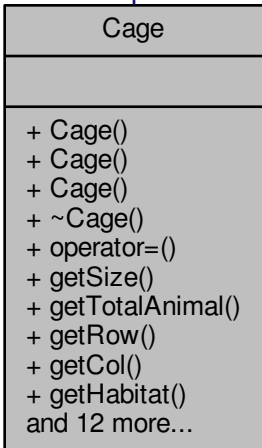 Cage
+ Cage()
+ Cage()
+ Cage()
+ ~Cage()
+ operator=()
+ getSize()
+ getTotalAnimal()
+ getRow()
+ getCol()
+ getHabitat()
and 12 more...